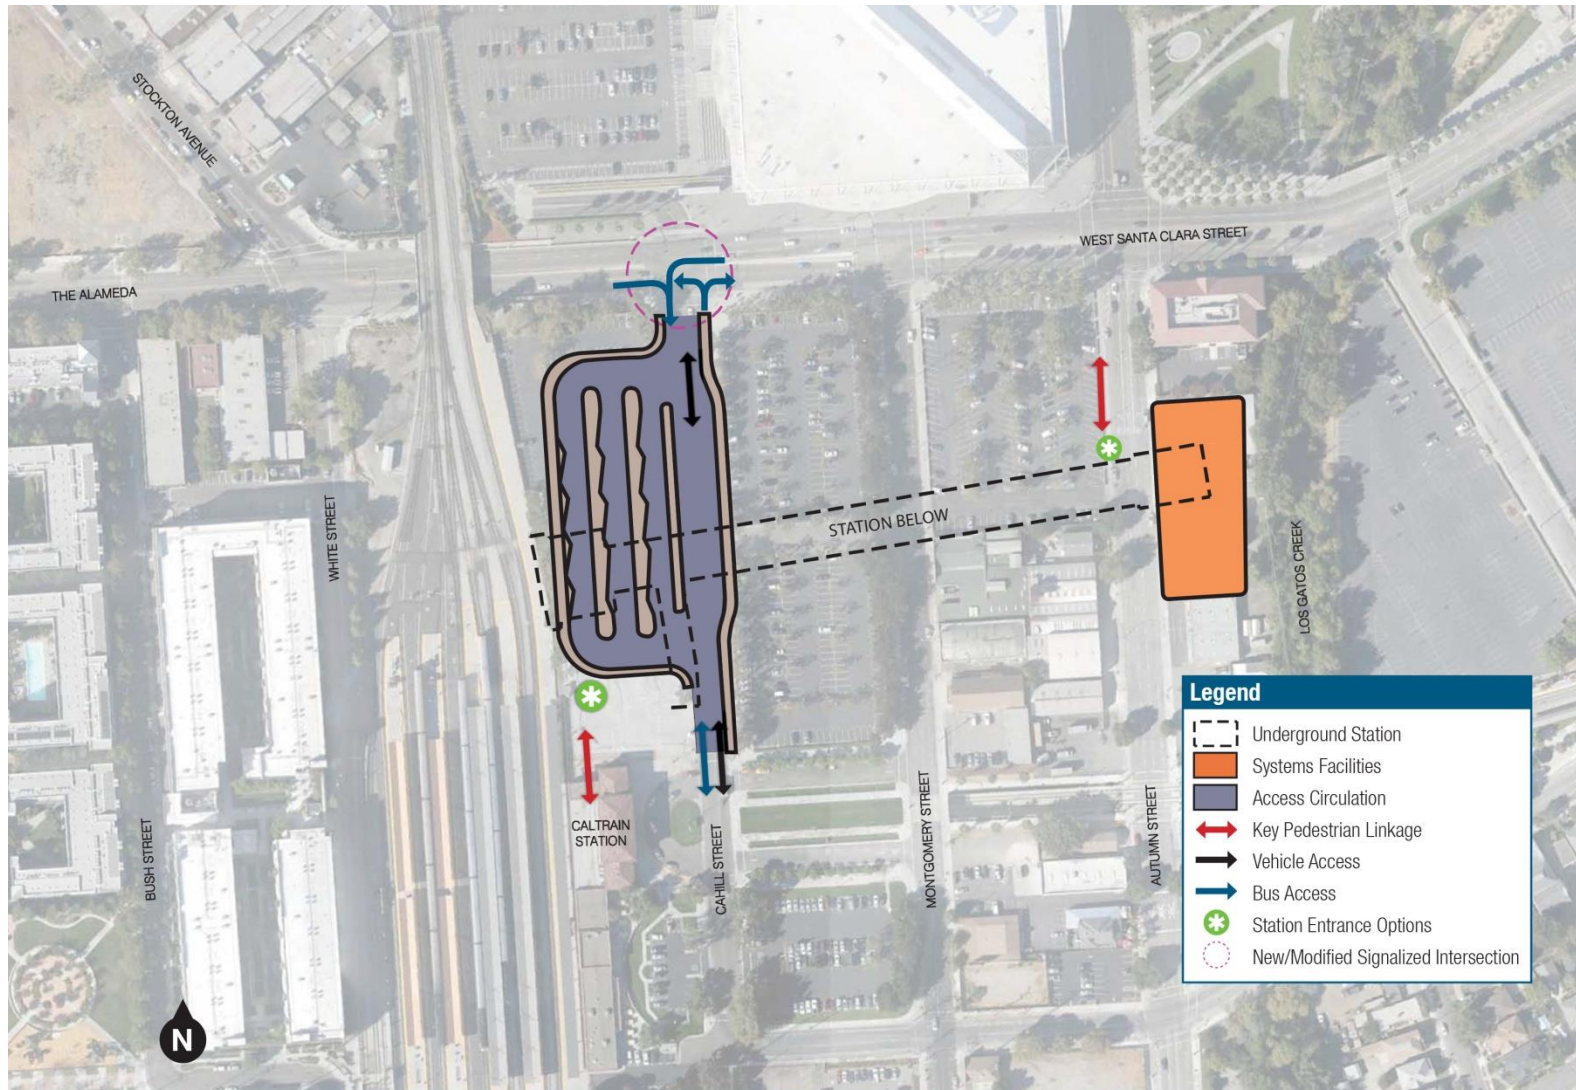 STOCKTON AVENUE
WEST SANTA CLARA STREET
THE ALAMEDA
WHITE STREET
STATION BELOW
LOS GATOS CREEK
BUSH STREET
CALTRAIN
STATION
CAHILL STREET
MONTGOMERY STREET
AUTUMN STREET
Legend
Underground Station
Systems Facilities
Access Circulation
Key Pedestrian Linkage
Vehicle Access
Bus Access
Station Entrance Options
New/Modified Signalized Intersection
N